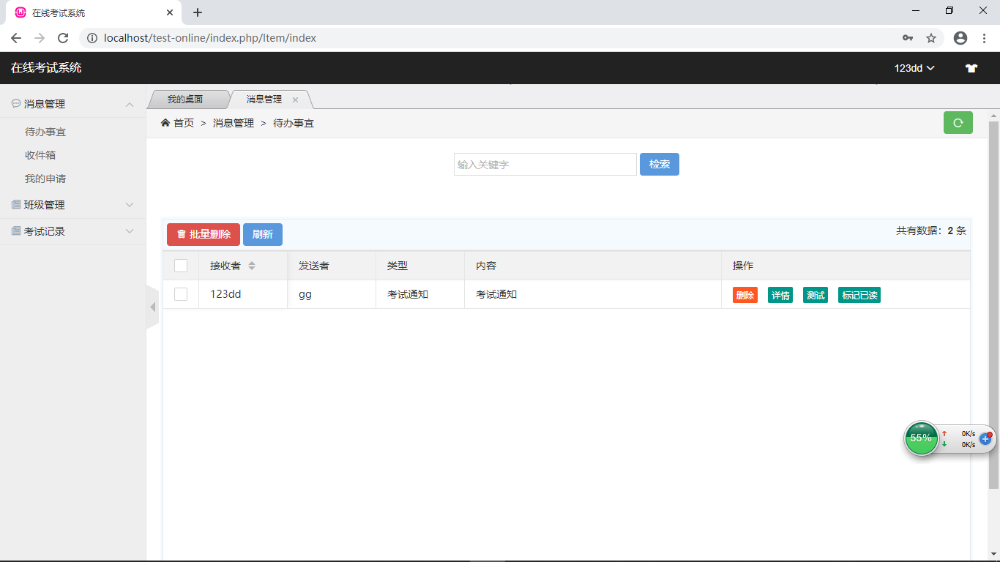 在线考试系统
localhost/test-online/index.php/Item/index
在线考试系统
123dd
消息管理
待办事宜
收件箱
我的申请
班级管理
考试记录
我的桌面
消息管理
首页 > 消息管理 > 待办事宜
输入关键字
检索
批量删除
刷新
共有数据：2 条
接收者 发送者 类型 内容 操作
123dd gg 考试通知 考试通知 删除 详情 测试 标记已读
55%
0K/s
0K/s